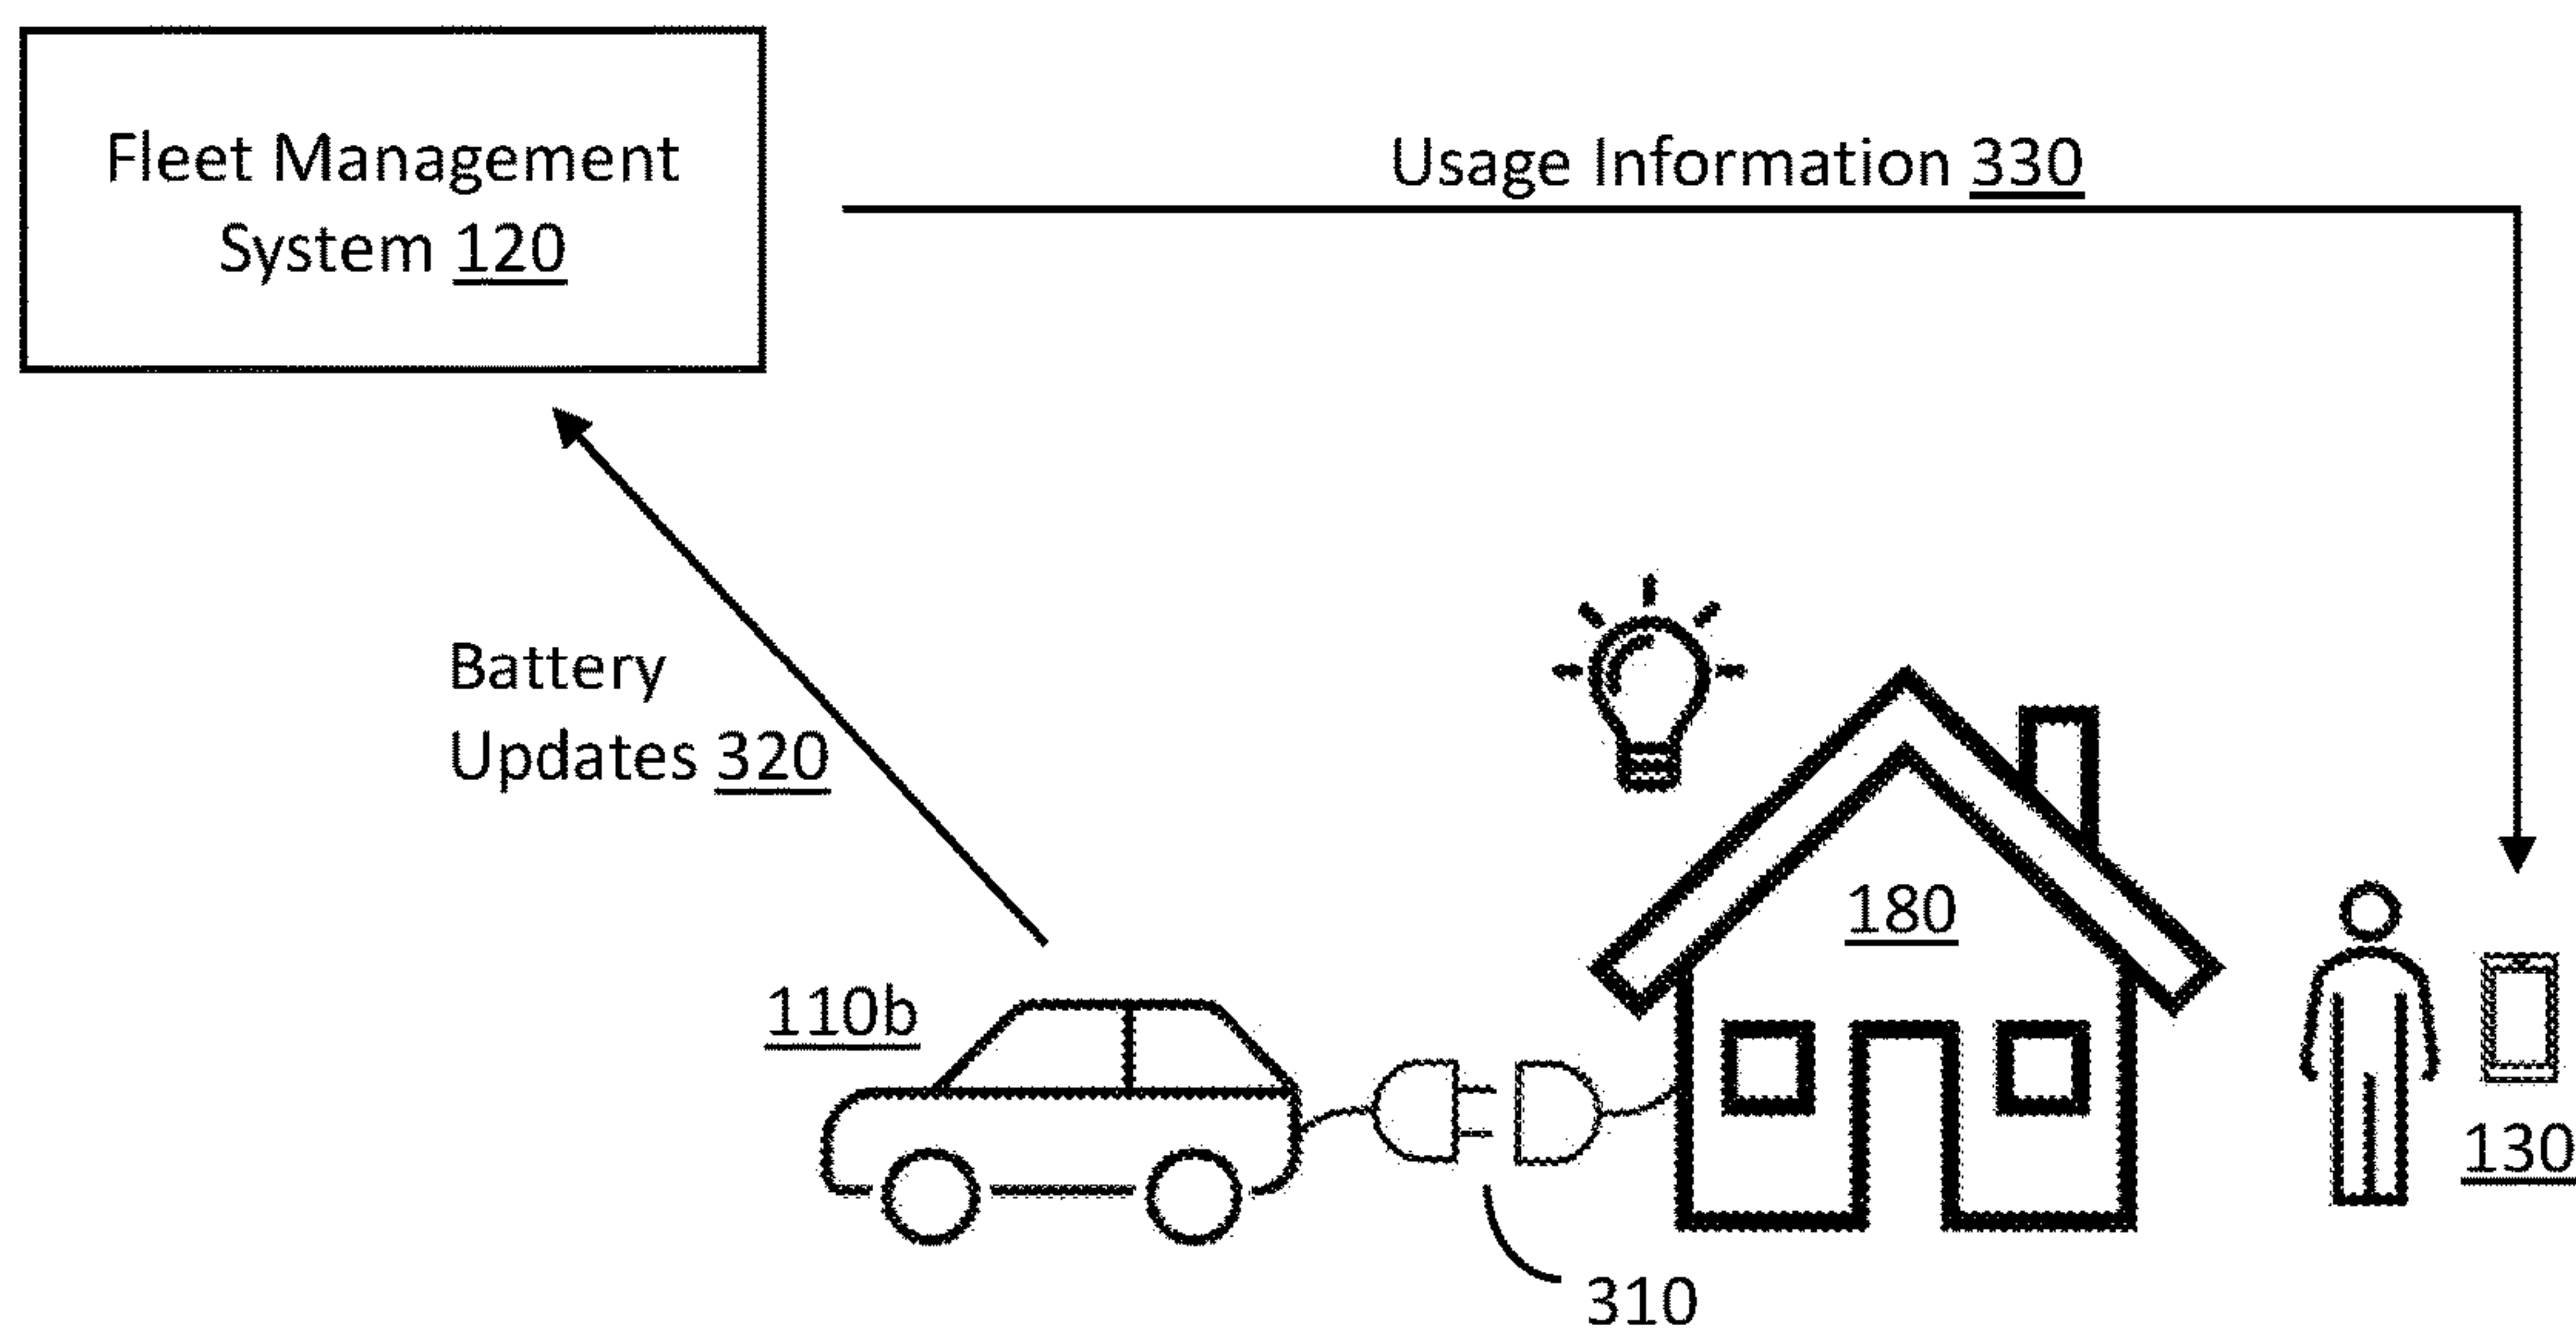 Fleet Management
System 120
Usage Information 330
Battery
Updates 320
180
110b
130
310